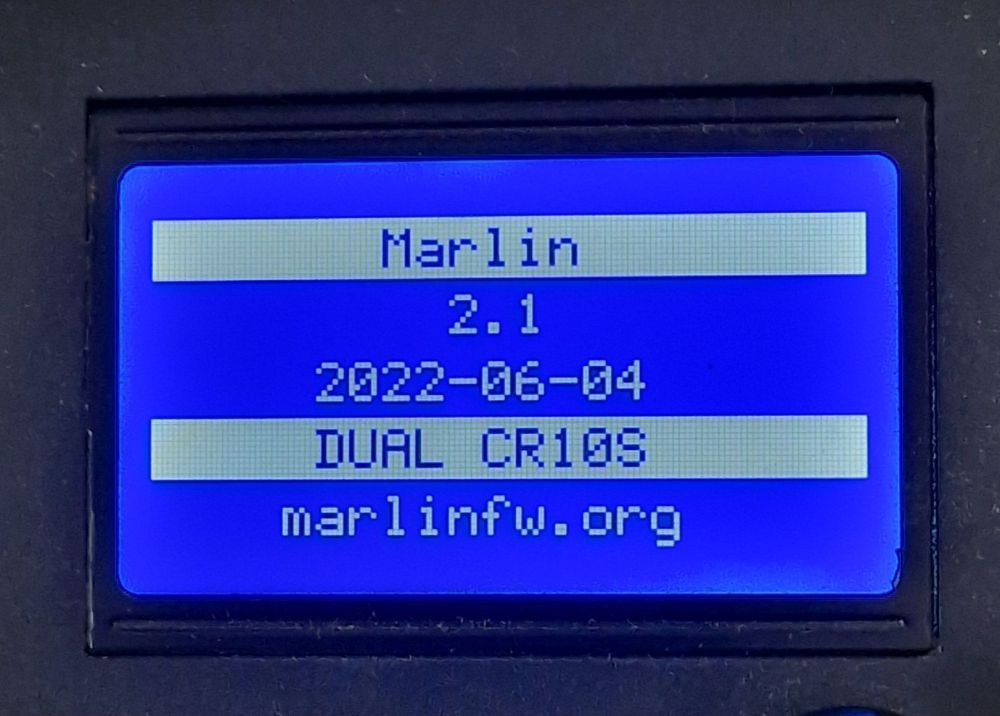 Marlin
2.1
2022-06-04
DUAL CR10S
marlinfw.org